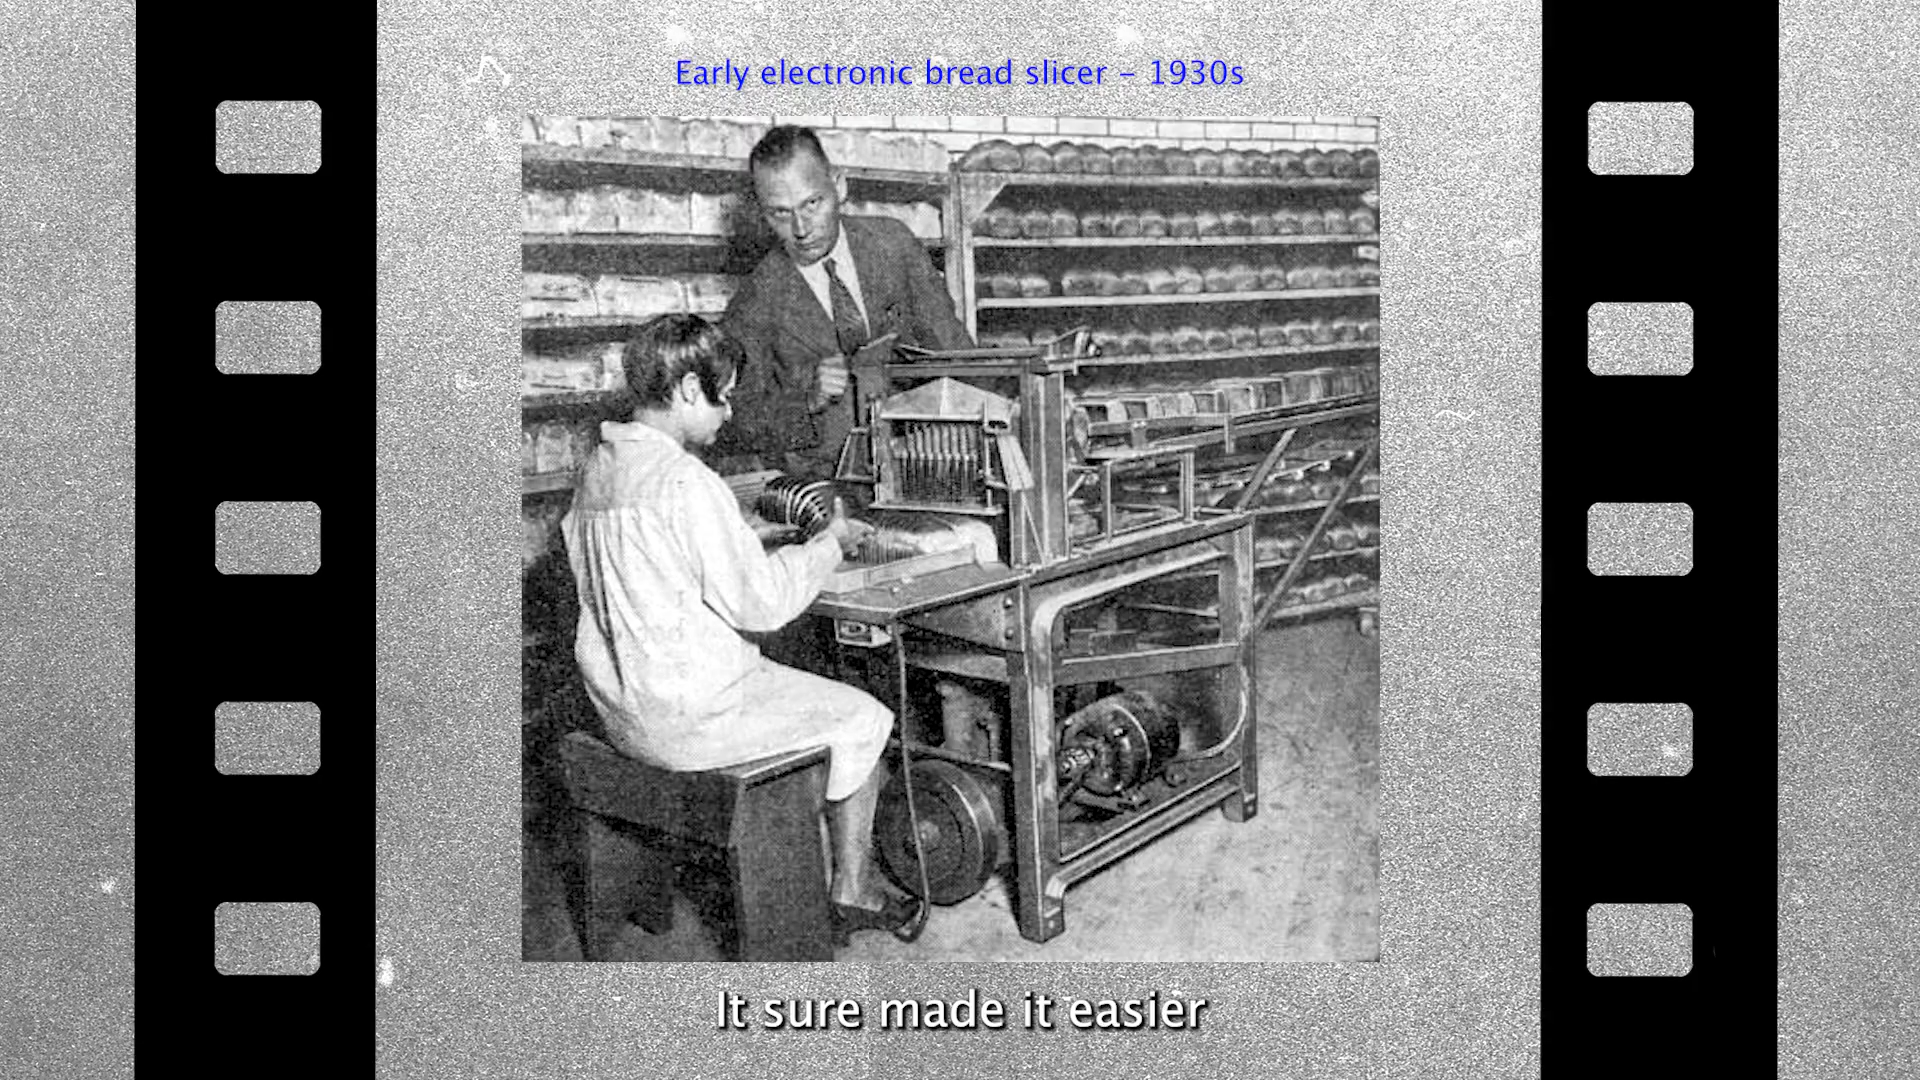 Early electronic bread slicer – 1930s
It sure made it easier